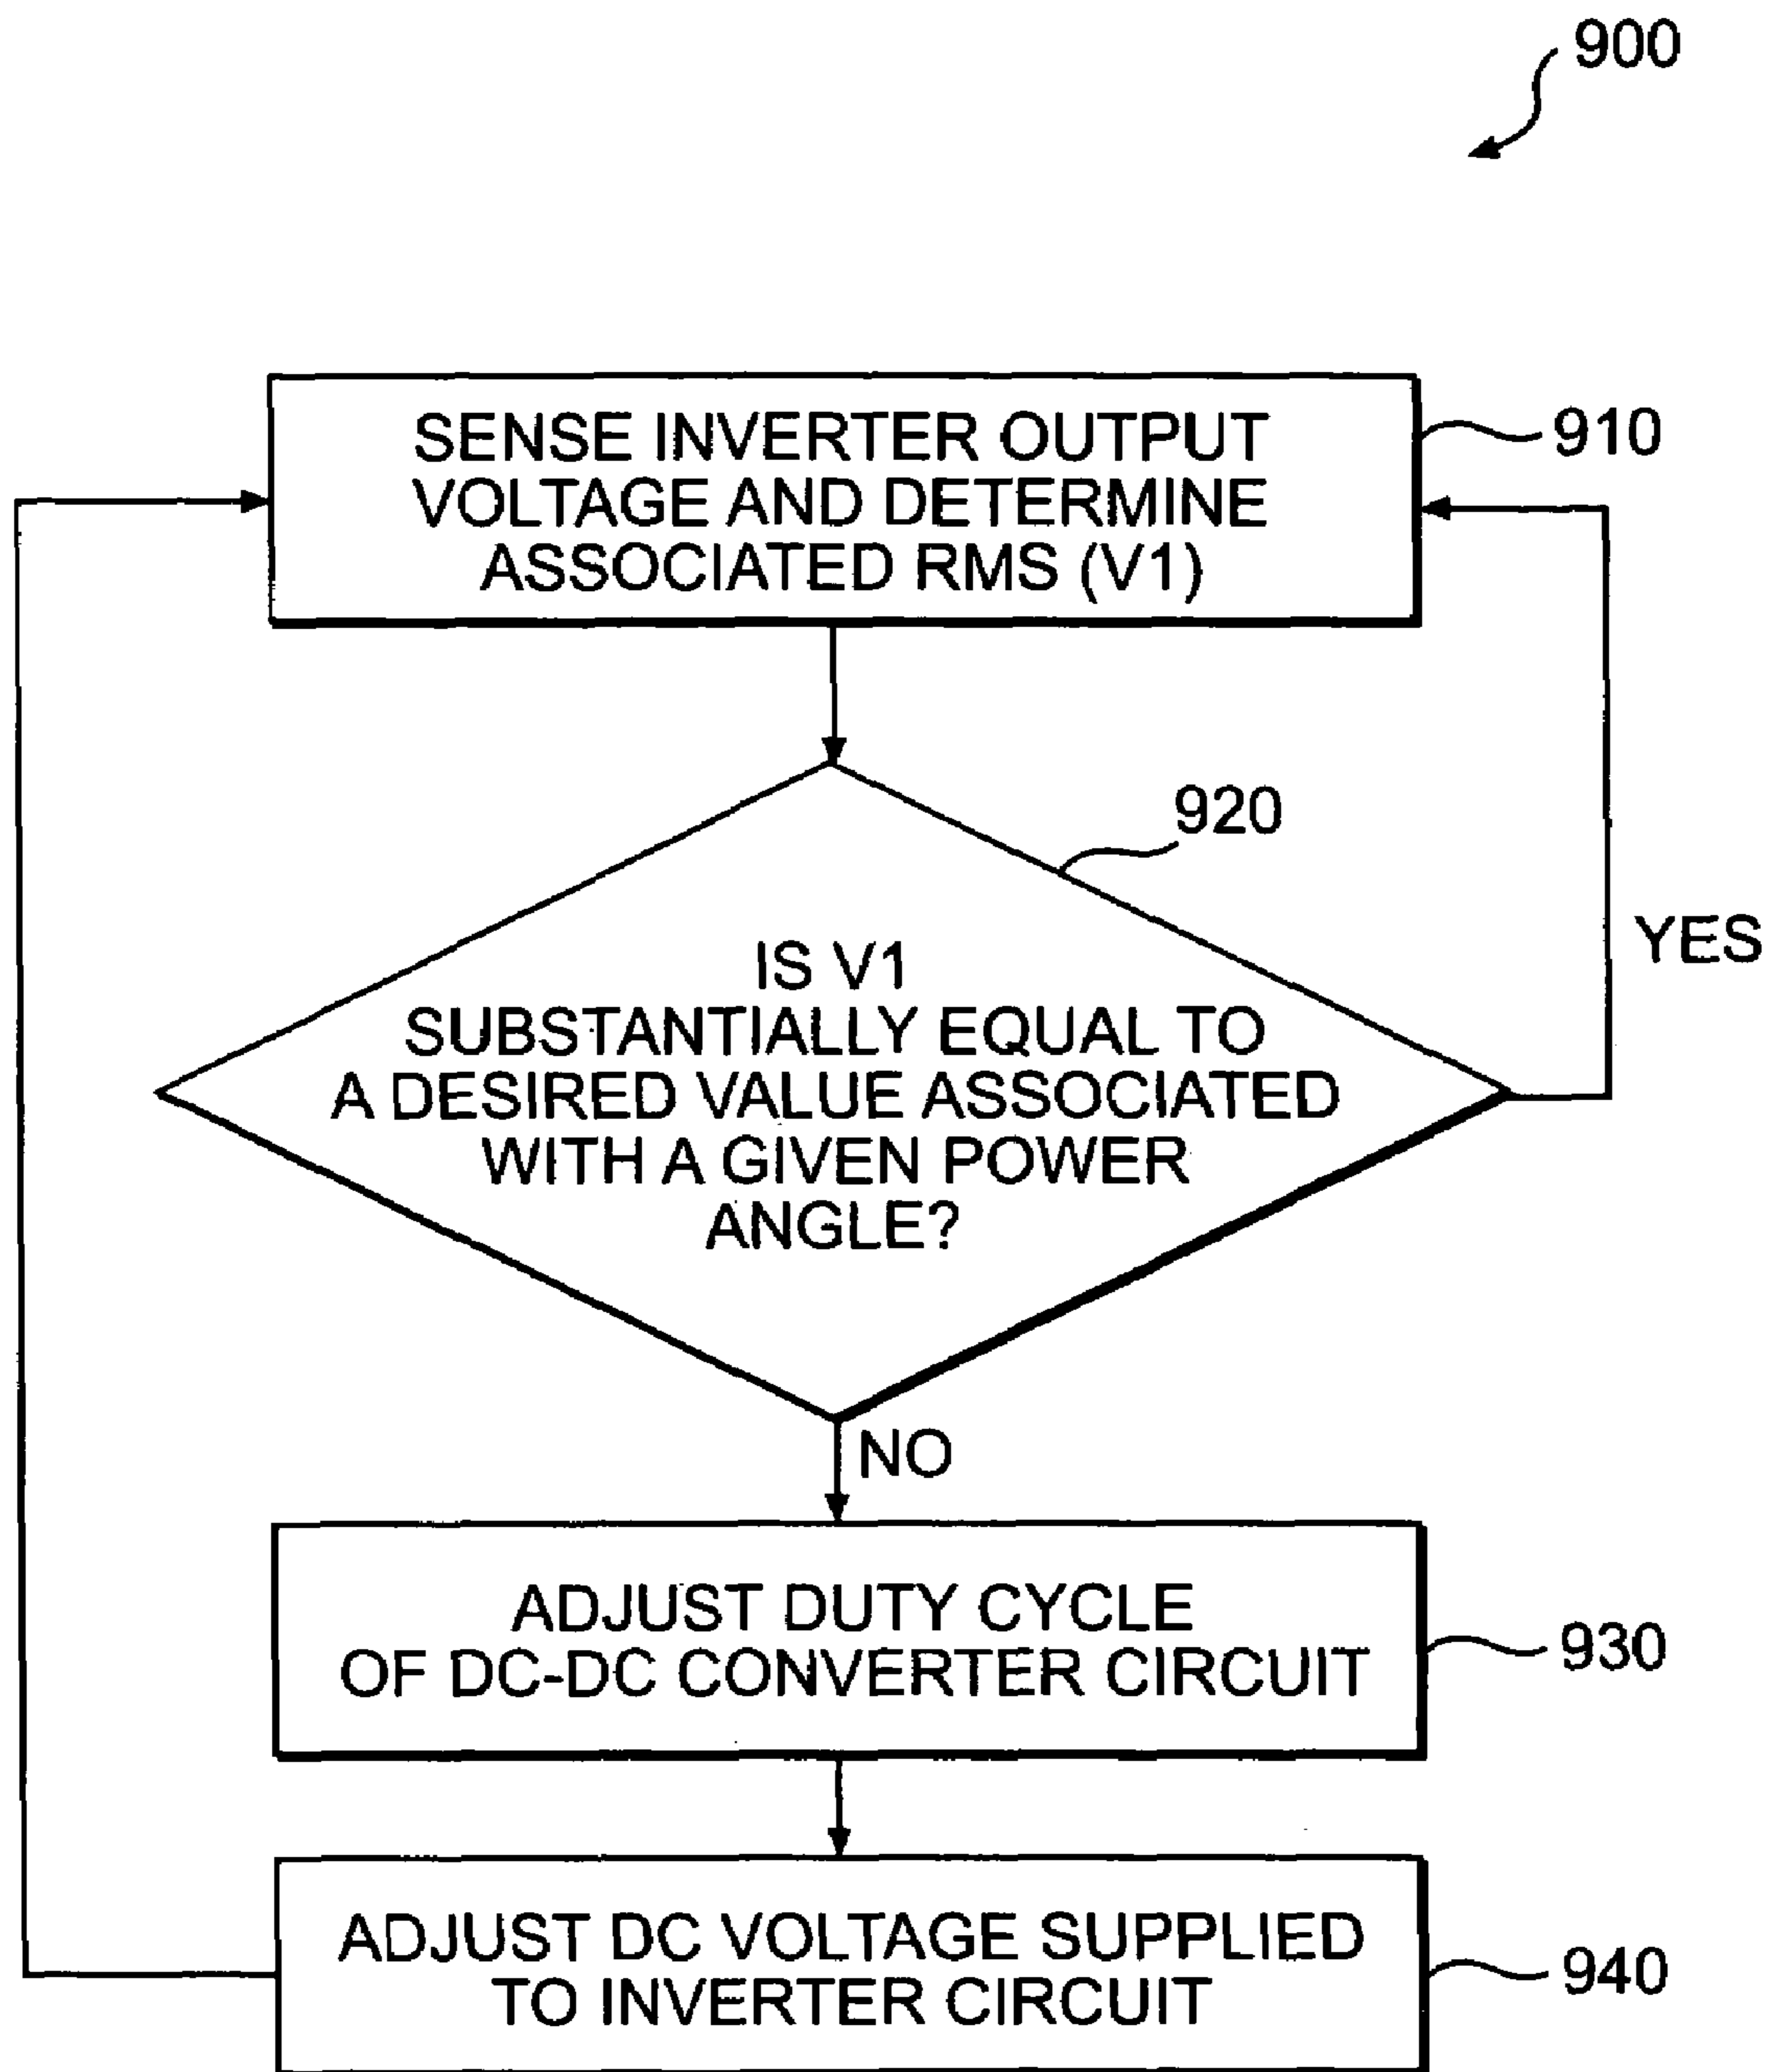 900
SENSE INVERTER OUTPUT
VOLTAGE AND DETERMINE
ASSOCIATED RMS (V1)
910
920
IS V1
SUBSTANTIALLY EQUAL TO
A DESIRED VALUE ASSOCIATED
WITH A GIVEN POWER
ANGLE?
YES
NO
ADJUST DUTY CYCLE
OF DC-DC CONVERTER CIRCUIT
930
ADJUST DC VOLTAGE SUPPLIED
TO INVERTER CIRCUIT
940